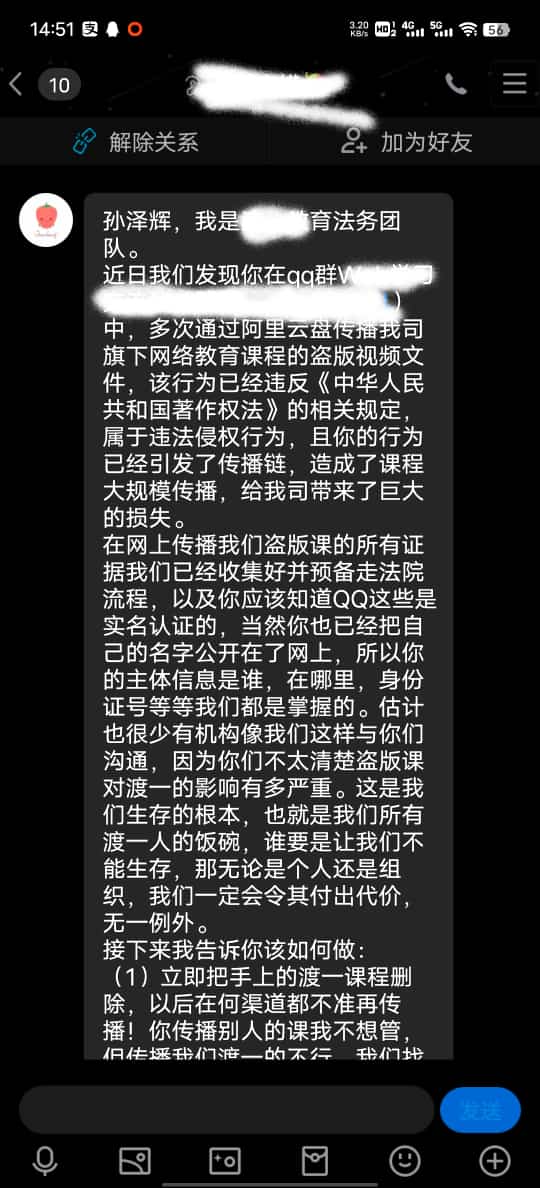 14:51 支 3.20 KB/s HD 1 2 4G 5G 56
10
解除关系 加为好友
孙泽辉，我是 育法务团
队。
近日我们发现你在qq群W 学习
）
中，多次通过阿里云盘传播我司
旗下网络教育课程的盗版视频文
件，该行为已经违反《中华人民
共和国著作权法》的相关规定，
属于违法侵权行为，且你的行为
已经引发了传播链，造成了课程
大规模传播，给我司带来了巨大
的损失。
在网上传播我们盗版课的所有证
据我们已经收集好并预备走法院
流程，以及你应该知道QQ这些是
实名认证的，当然你也已经把自
己的名字公开在了网上，所以你
的主体信息是谁，在哪里，身份
证号等等我们都是掌握的。估计
也很少有机构像我们这样与你们
沟通，因为你们不太清楚盗版课
对渡一的影响有多严重。这是我
们生存的根本，也就是我们所有
渡一人的饭碗，谁要是让我们不
能生存，那无论是个人还是组
织，我们一定会令其付出代价，
无一例外。
接下来我告诉你该如何做：
（1）立即把手上的渡一课程删
除，以后在何渠道都不准再传
播！你传播别人的课我不想管，
但传播我们渡一的不行，我们找
发送